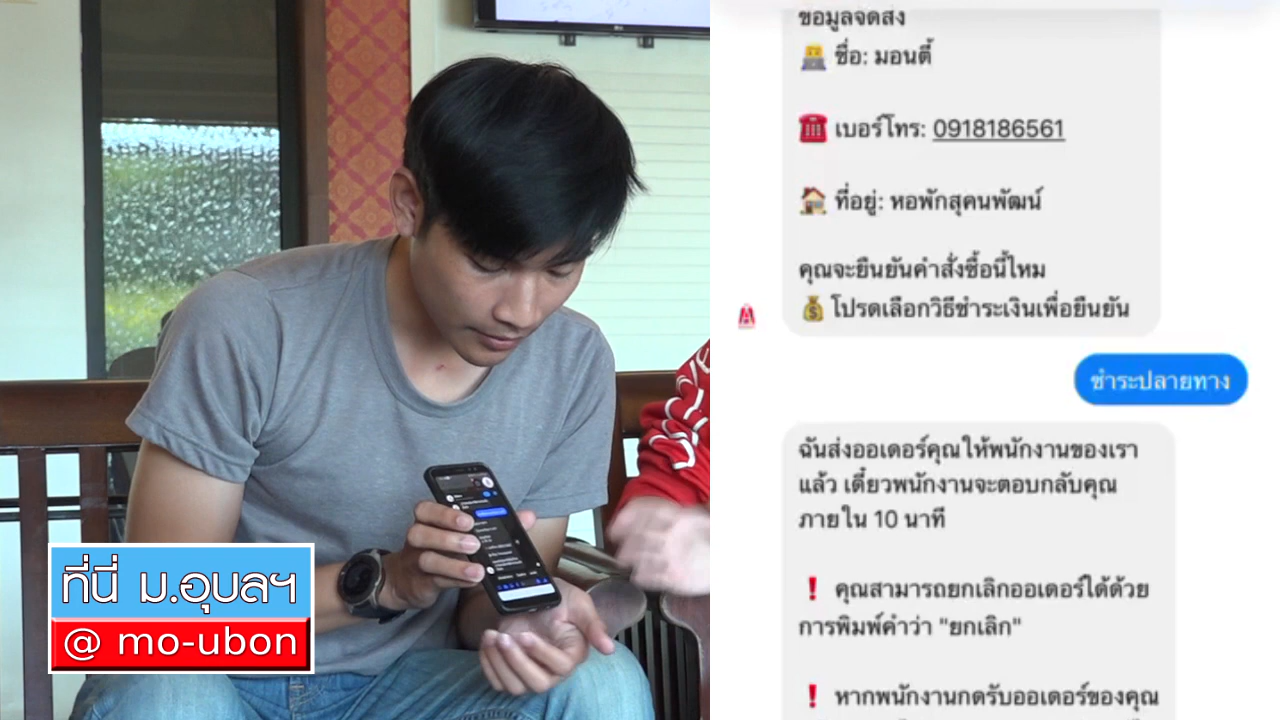 ข้อมูลจัดส่ง
ชื่อ: มอนตี้
เบอร์โทร: 0918186561
ที่อยู่: หอพักสุคนพัฒน์
คุณจะยืนยันคำสั่งซื้อนี้ไหม
โปรดเลือกวิธีชำระเงินเพื่อยืนยัน
ชำระปลายทาง
ฉันส่งออเดอร์คุณให้พนักงานของเรา
แล้ว เดี๋ยวพนักงานจะตอบกลับคุณ
ภายใน 10 นาที
❗ คุณสามารถยกเลิกออเดอร์ได้ด้วย
การพิมพ์คำว่า "ยกเลิก"
❗ หากพนักงานกดรับออเดอร์ของคุณ
ที่นี่ ม.อุบลฯ
@ mo-ubon